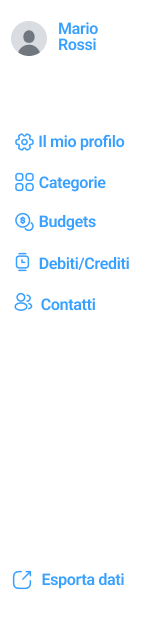 Mario
Rossi
Il mio profilo
Categorie
Budgets
Debiti/Crediti
Contatti
Esporta dati